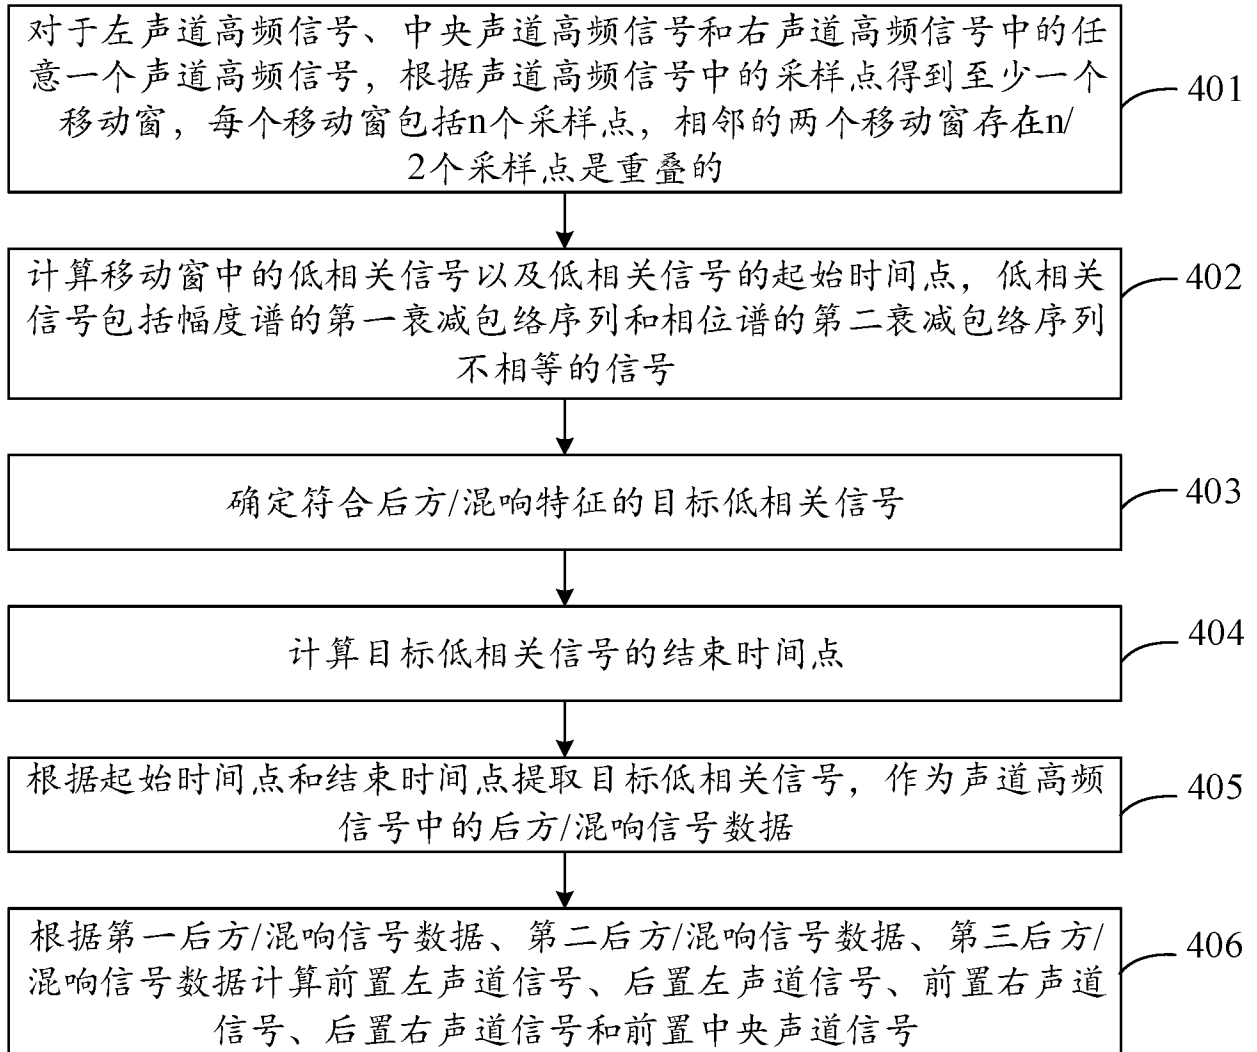 对于左声道高频信号、中央声道高频信号和右声道高频信号中的任
意一个声道高频信号，根据声道高频信号中的采样点得到至少一个
移动窗，每个移动窗包括n个采样点，相邻的两个移动窗存在n/
2个采样点是重叠的
401
计算移动窗中的低相关信号以及低相关信号的起始时间点，低相关
信号包括幅度谱的第一衰减包络序列和相位谱的第二衰减包络序列
不相等的信号
402
确定符合后方/混响特征的目标低相关信号
403
计算目标低相关信号的结束时间点
404
根据起始时间点和结束时间点提取目标低相关信号，作为声道高频
信号中的后方/混响信号数据
405
根据第一后方/混响信号数据、第二后方/混响信号数据、第三后方/
混响信号数据计算前置左声道信号、后置左声道信号、前置右声道
信号、后置右声道信号和前置中央声道信号
406